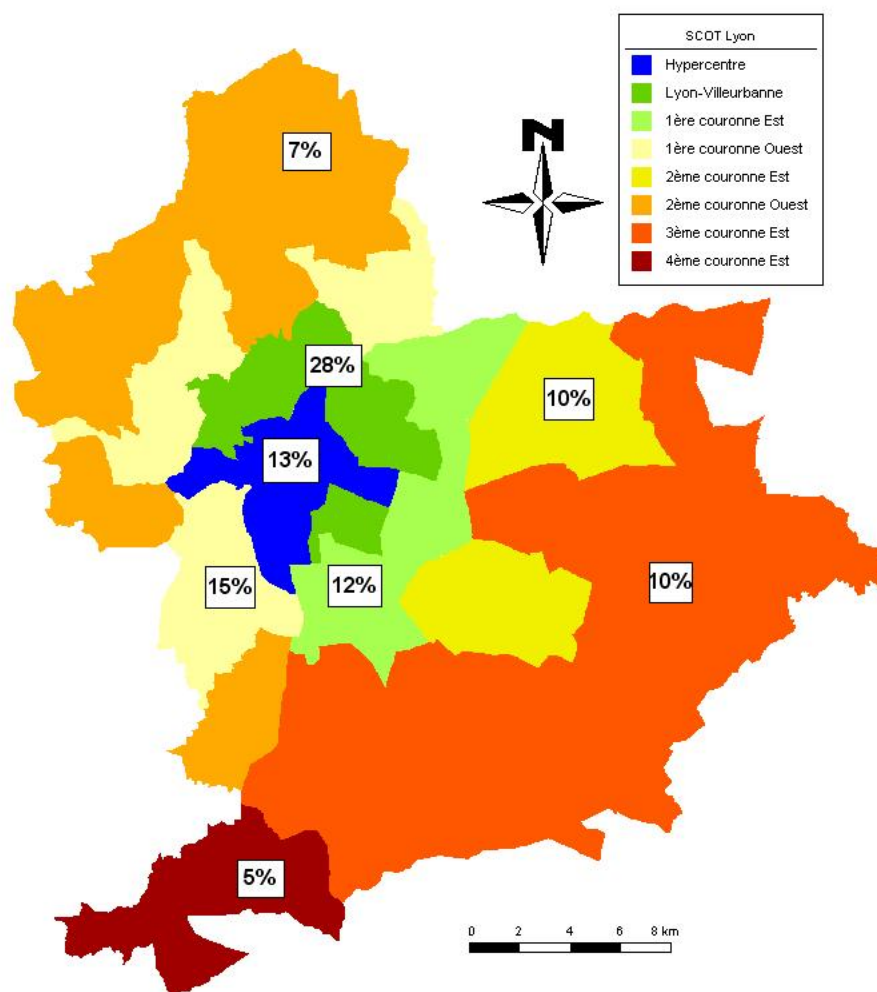 SCOT Lyon
Hypercentre
Lyon-Villeurbanne
1ère couronne Est
1ère couronne Ouest
2ème couronne Est
2ème couronne Ouest
3ème couronne Est
4ème couronne Est
N
7%
28%
10%
13%
15%
12%
10%
5%
0 2 4 6 8 km